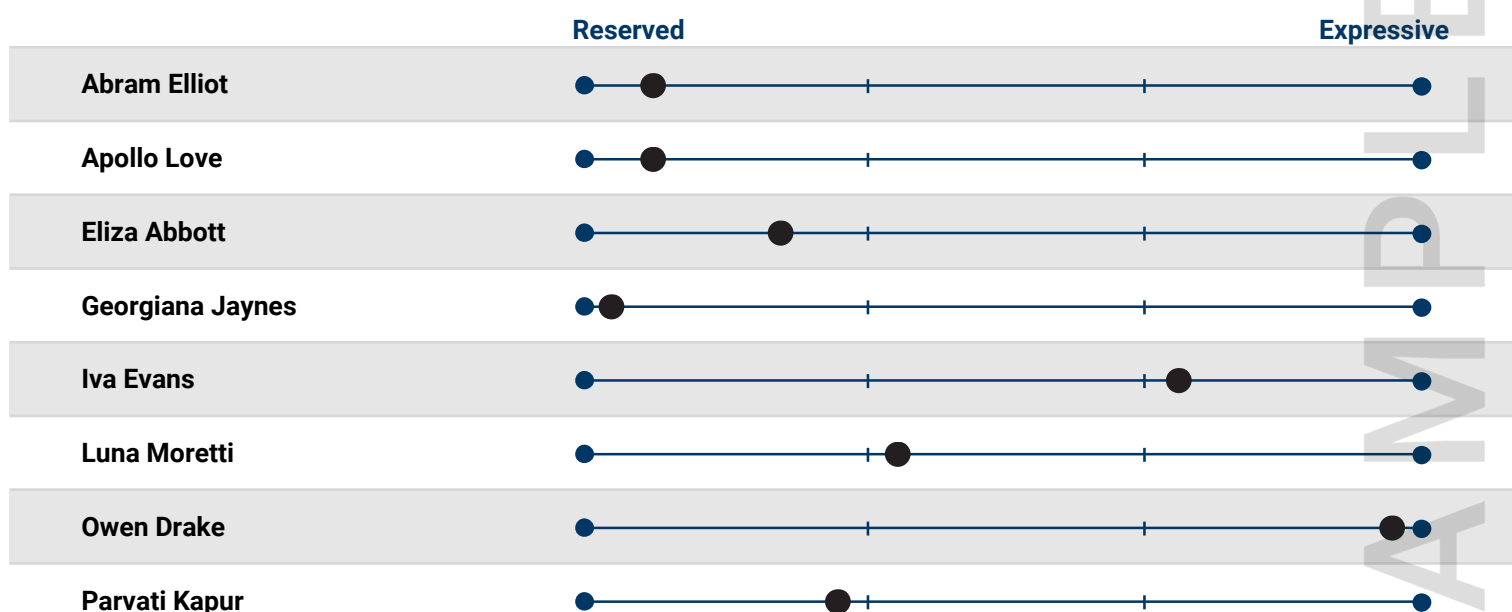 Reserved Expressive
Abram Elliot
Apollo Love
Eliza Abbott
Georgiana Jaynes
Iva Evans
Luna Moretti
Owen Drake
Parvati Kapur
A M P L E